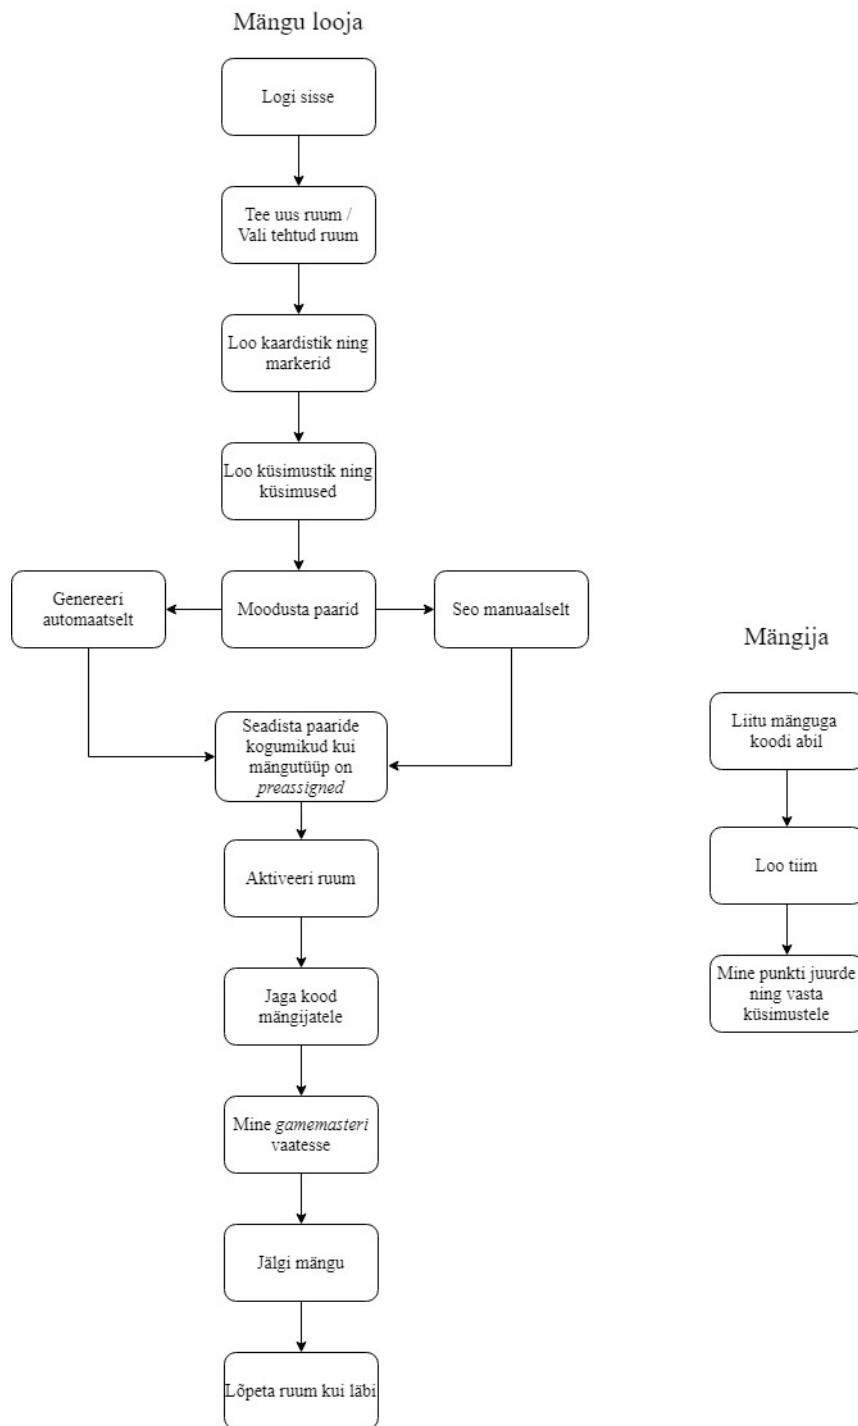 Mängu looja
Logi sisse
Tee uus ruum /
Vali tehtud ruum
Loo kaardistik ning
markerid
Loo küsimustik ning
küsimused
Genereeri
automaatselt
Moodusta paarid
Seo manuaalselt
Seadista paaride
kogumikud kui
mängutüüp on
preassigned
Aktiveeri ruum
Jaga kood
mängijatele
Mine gamemasteri
vaatesse
Jälgi mängu
Lõpeta ruum kui läbi
Mängija
Liitu mänguga
koodi abil
Loo tiim
Mine punkti juurde
ning vasta
küsimustele